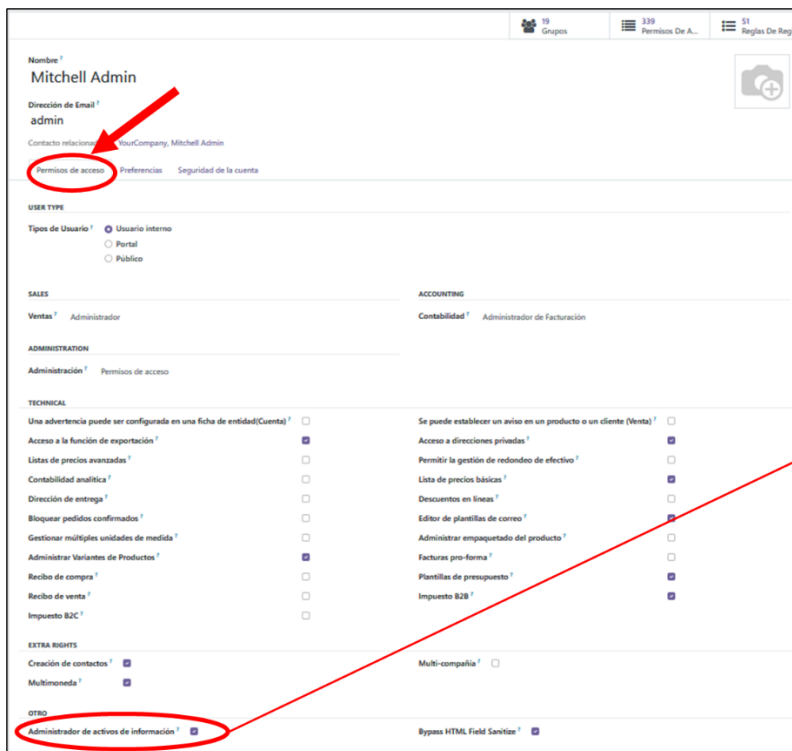 19
Grupos
339
Permisos De A...
51
Reglas De Reg
Nombre ?
Mitchell Admin
Dirección de Email ?
admin
Contacto relacionado YourCompany, Mitchell Admin
Permisos de acceso Preferencias Seguridad de la cuenta
USER TYPE
Tipos de Usuario ? Usuario interno
Portal
Público
SALES
ACCOUNTING
Ventas ? Administrador
Contabilidad ? Administrador de Facturación
ADMINISTRATION
Administración ? Permisos de acceso
TECHNICAL
Una advertencia puede ser configurada en una ficha de entidad(Cuenta) ?
Se puede establecer un aviso en un producto o un cliente (Venta) ?
Acceso a la función de exportación ?
Acceso a direcciones privadas ?
Listas de precios avanzadas ?
Permitir la gestión de redondeo de efectivo ?
Contabilidad analítica ?
Lista de precios básicas ?
Dirección de entrega ?
Descuentos en líneas ?
Bloquear pedidos confirmados ?
Editor de plantillas de correo ?
Gestionar múltiples unidades de medida ?
Administrar empaquetado del producto ?
Administrar Variantes de Productos ?
Facturas pro-forma ?
Recibo de compra ?
Plantillas de presupuesto ?
Recibo de venta ?
Impuesto B2B ?
Impuesto B2C ?
EXTRA RIGHTS
Creación de contactos ?
Multi-compañia ?
Multimoneda ?
OTRO
Administrador de activos de información ?
Bypass HTML Field Sanitize ?